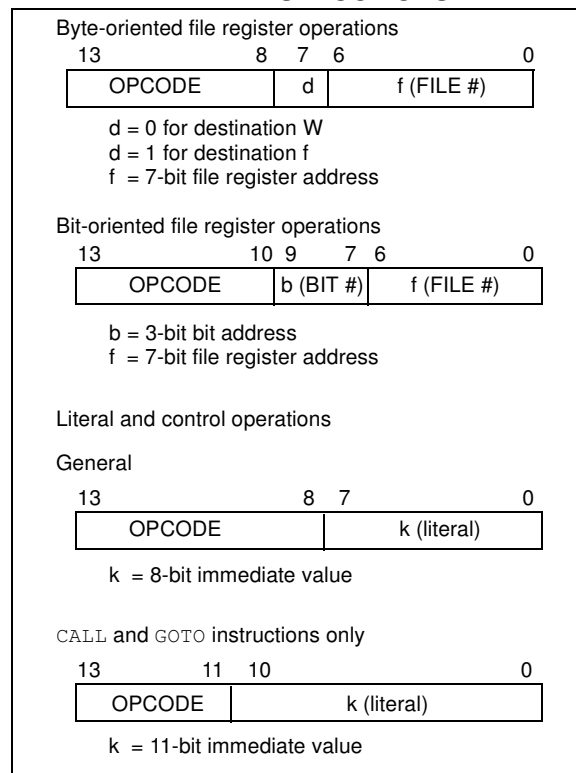 Byte-oriented file register operations
13 8 7 6 0
OPCODE d f (FILE #)
d = 0 for destination W
d = 1 for destination f
f = 7-bit file register address
Bit-oriented file register operations
13 10 9 7 6 0
OPCODE b (BIT #) f (FILE #)
b = 3-bit bit address
f = 7-bit file register address
Literal and control operations
General
13 8 7 0
OPCODE k (literal)
k = 8-bit immediate value
CALL and GOTO instructions only
13 11 10 0
OPCODE k (literal)
k = 11-bit immediate value